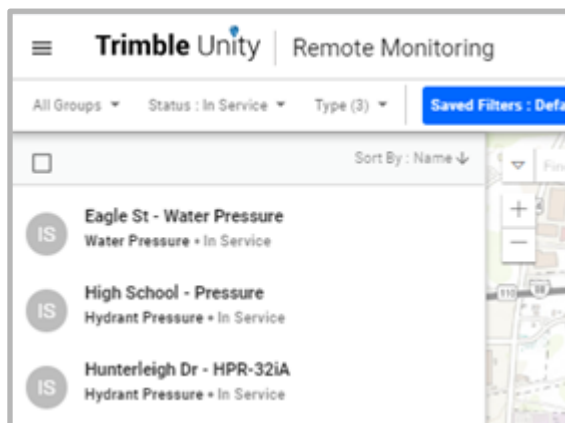 Trimble Unity | Remote Monitoring
All Groups Status : In Service Type (3) Saved Filters :
Sort By : Name
IS Eagle St - Water Pressure
Water Pressure • In Service
IS High School - Pressure
Hydrant Pressure • In Service
IS Hunterleigh Dr - HPR-32iA
Hydrant Pressure • In Service
+
−
110